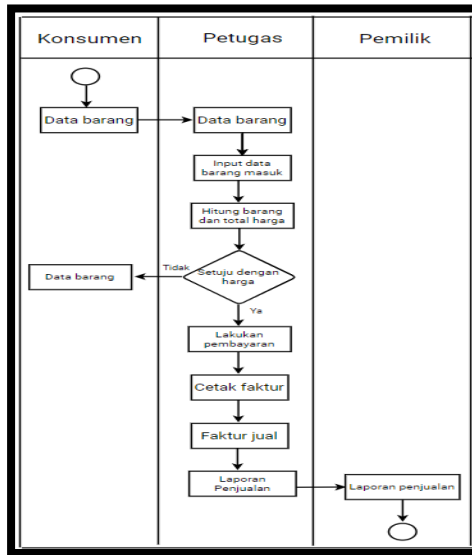 Konsumen
Petugas
Pemilik
Data barang
Data barang
Input data
barang masuk
Hitung barang
dan total harga
Setuju dengan
harga
Tidak
Data barang
Ya
Lakukan
pembayaran
Cetak faktur
Faktur jual
Laporan
Penjualan
Laporan penjualan